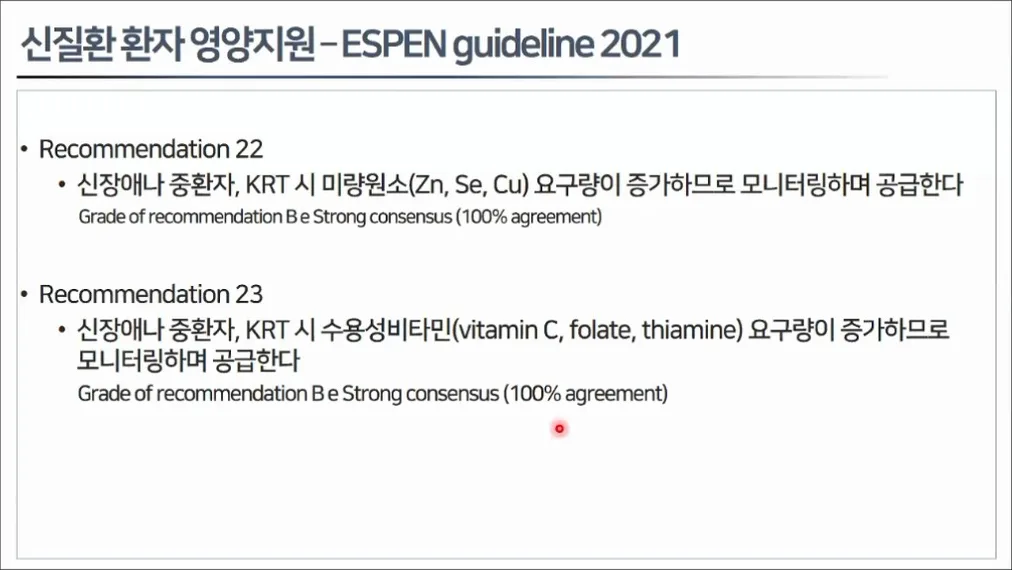 신질환 환자 영양지원 – ESPEN guideline 2021
• Recommendation 22
• 신장애나 중환자, KRT 시 미량원소(Zn, Se, Cu) 요구량이 증가하므로 모니터링하며 공급한다
Grade of recommendation B e Strong consensus (100% agreement)
• Recommendation 23
• 신장애나 중환자, KRT 시 수용성비타민(vitamin C, folate, thiamine) 요구량이 증가하므로
모니터링하며 공급한다
Grade of recommendation B e Strong consensus (100% agreement)